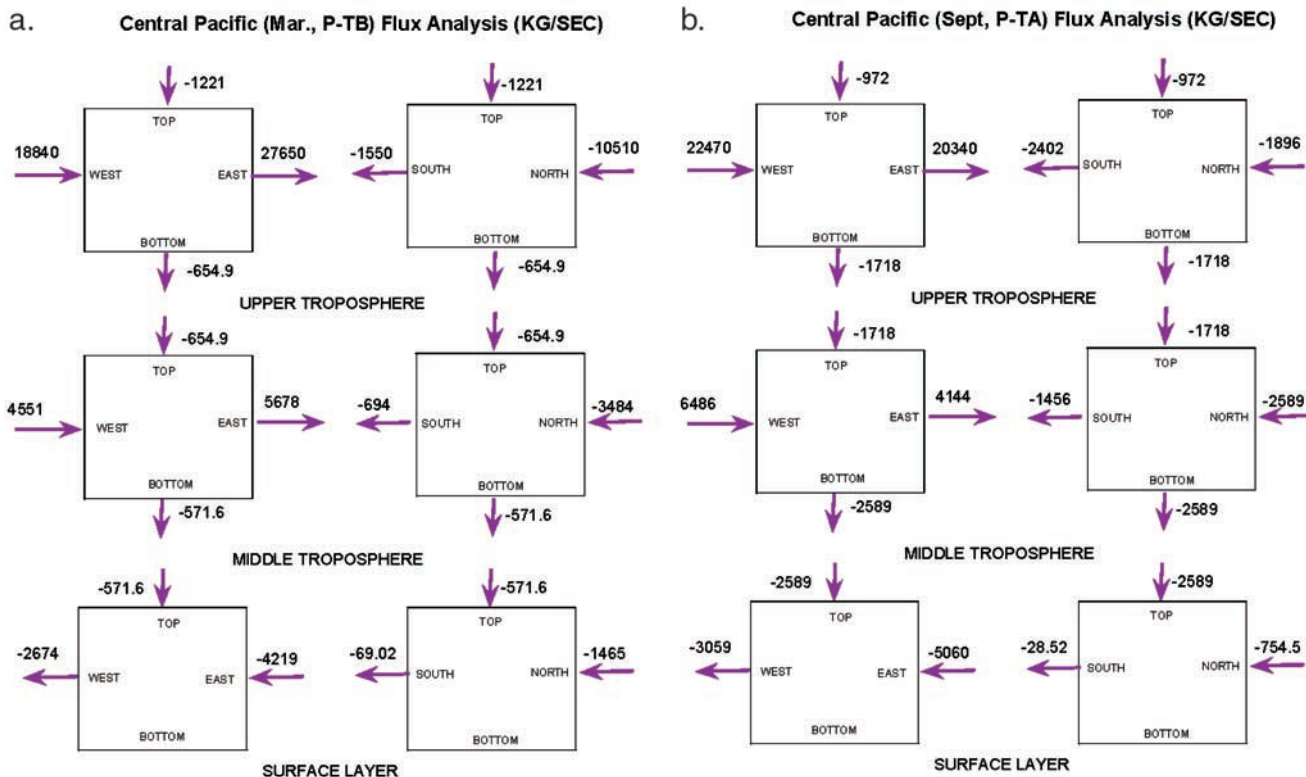 a.
Central Pacific (Mar., P-TB) Flux Analysis (KG/SEC)
-1221
-1221
TOP
TOP
18840
27650
-1550
-10510
WEST
EAST
SOUTH
NORTH
BOTTOM
BOTTOM
-654.9
-654.9
UPPER TROPOSPHERE
-654.9
-654.9
TOP
TOP
4551
5678
-694
-3484
WEST
EAST
SOUTH
NORTH
BOTTOM
BOTTOM
-571.6
-571.6
MIDDLE TROPOSPHERE
-571.6
-571.6
TOP
TOP
-2674
-4219
-69.02
-1465
WEST
EAST
SOUTH
NORTH
BOTTOM
BOTTOM
SURFACE LAYER
b.
Central Pacific (Sept, P-TA) Flux Analysis (KG/SEC)
-972
-972
TOP
TOP
22470
20340
-2402
-1896
WEST
EAST
SOUTH
NORTH
BOTTOM
BOTTOM
-1718
-1718
UPPER TROPOSPHERE
-1718
-1718
TOP
TOP
6486
4144
-1456
-2589
WEST
EAST
SOUTH
NORTH
BOTTOM
BOTTOM
-2589
-2589
MIDDLE TROPOSPHERE
-2589
-2589
TOP
TOP
-3059
-5060
-28.52
-754.5
WEST
EAST
SOUTH
NORTH
BOTTOM
BOTTOM
SURFACE LAYER